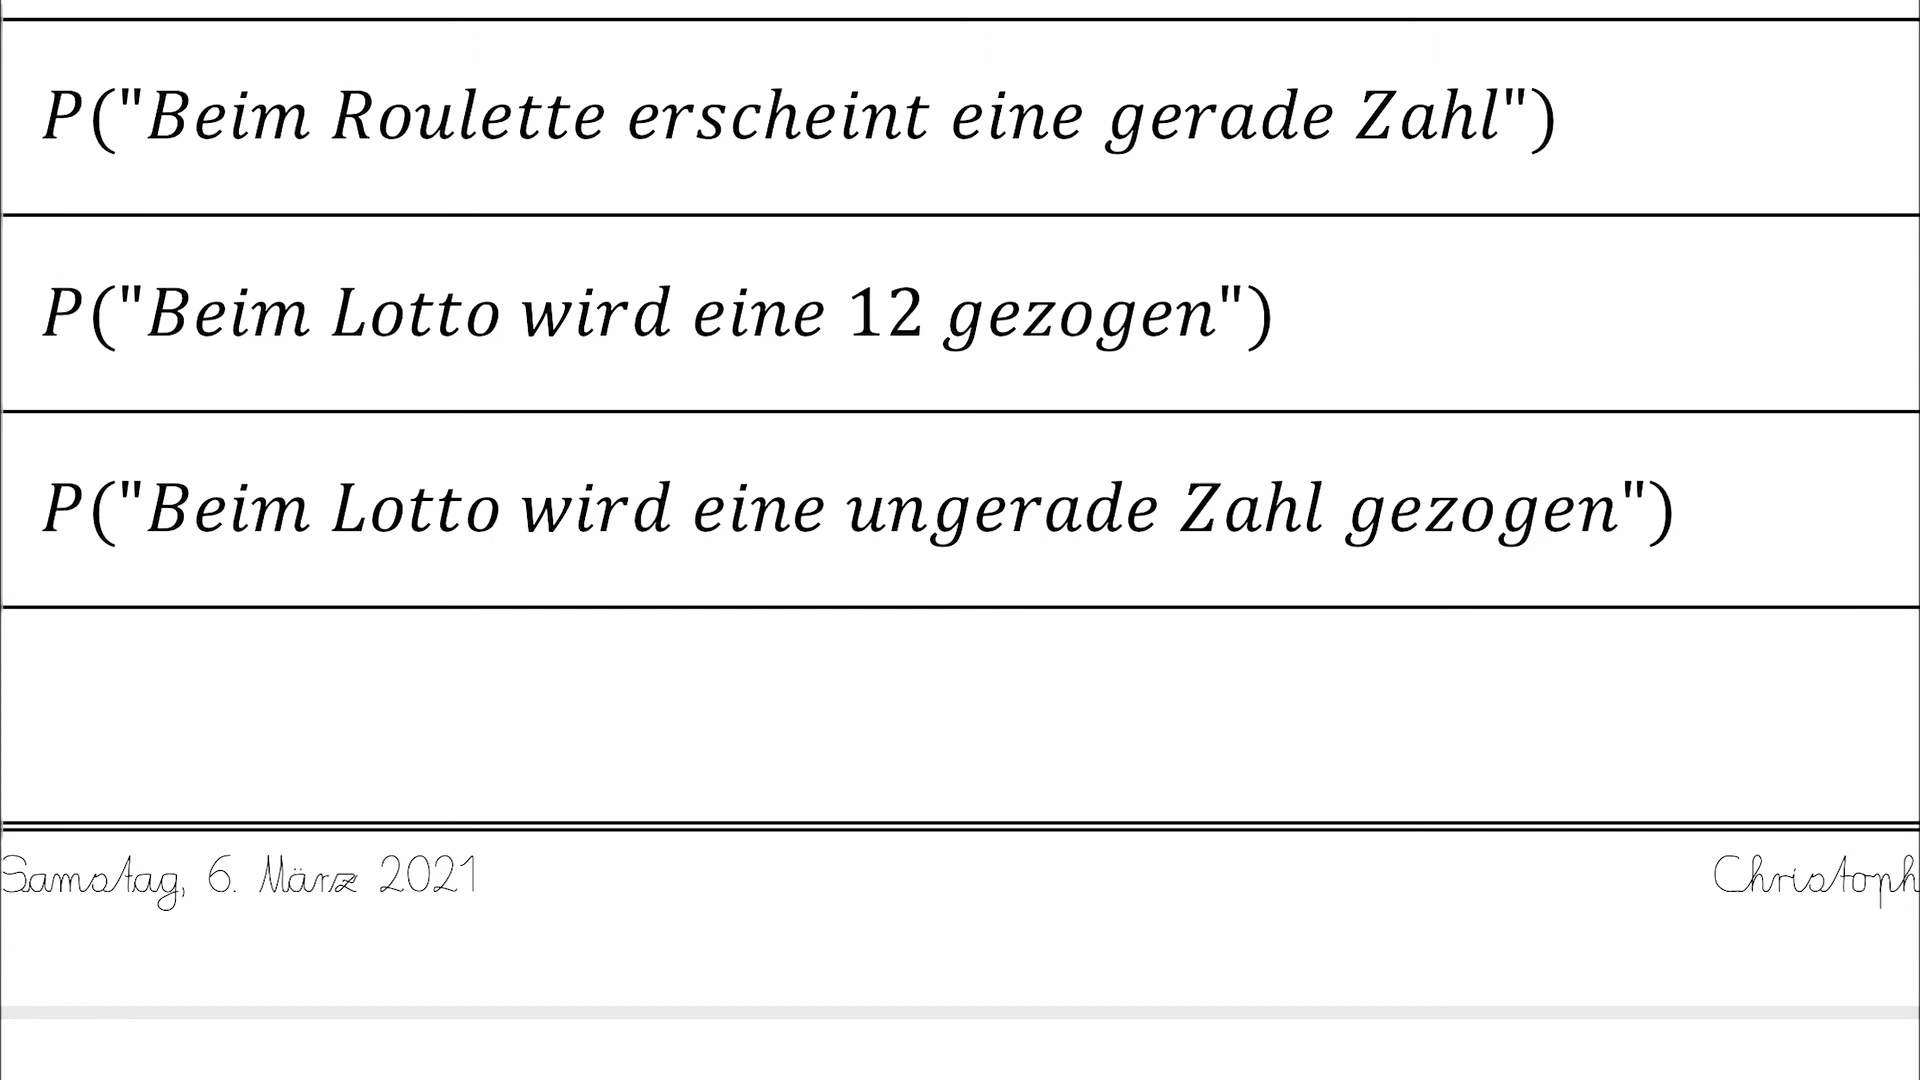 P("Beim Roulette erscheint eine gerade Zahl")
P("Beim Lotto wird eine 12 gezogen")
P("Beim Lotto wird eine ungerade Zahl gezogen")
Samstag, 6. März 2021
Christoph